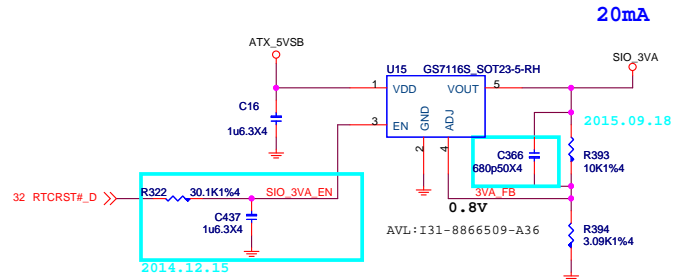 20mA
ATX_5VSB
SIO_3VA
U15 GS7116S_SOT23-5-RH
1 VDD VOUT 5
C16
1u6.3X4
3 EN GND ADJ
2 4
2015.09.18
C366
680p50X4
R393
10K1%4
32 RTCRST#_D R322 30.1K1%4 SIO_3VA_EN
3VA_FB
0.8V
C437
1u6.3X4
AVL:I31-8866509-A36
R394
3.09K1%4
2014.12.15